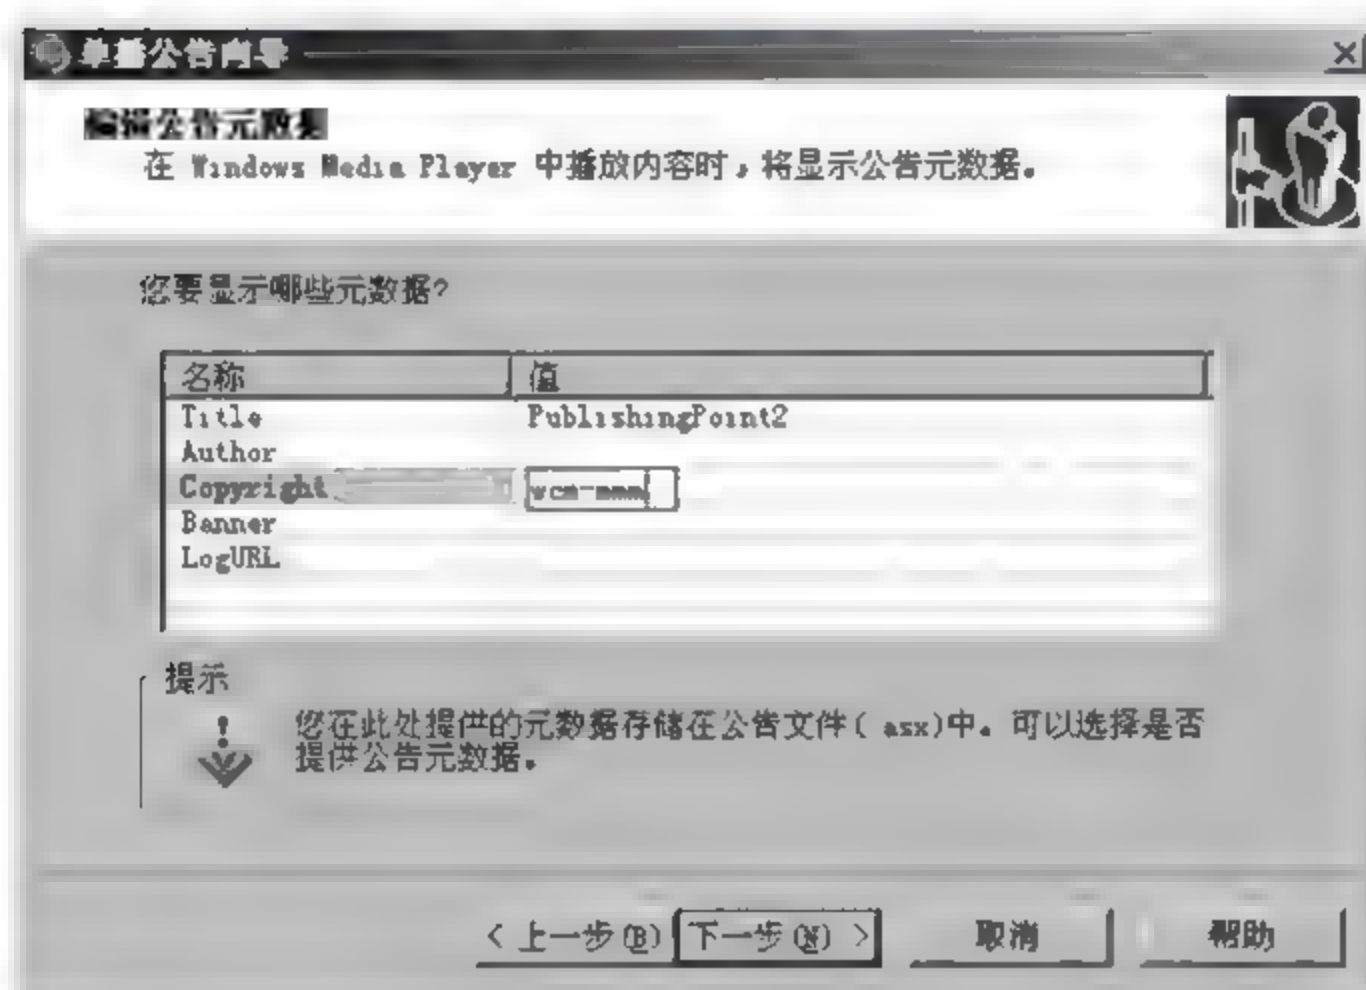 单播公告向导
编辑公告元数据
在 Windows Media Player 中播放内容时，将显示公告元数据。
您要显示哪些元数据?
名称 值
Title PublishingPoint2
Author
Copyright
Banner
LogURL
提示
您在此处提供的元数据存储在公告文件( asx)中。可以选择是否
提供公告元数据。
< 上一步(B) 下一步(N) > 取消 帮助